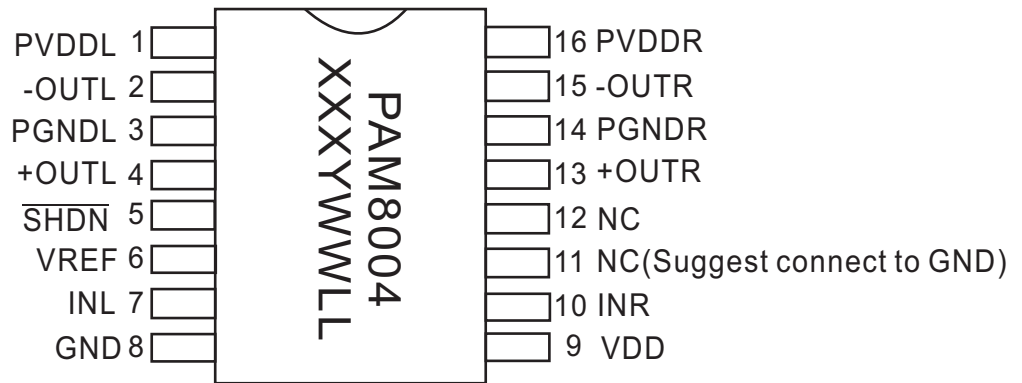 PVDDL 1
-OUTL 2
PGNDL 3
+OUTL 4
SHDN 5
VREF 6
INL 7
GND 8
PAM8004
XXXYWWLL
16 PVDDR
15 -OUTR
14 PGNDR
13 +OUTR
12 NC
11 NC(Suggest connect to GND)
10 INR
9 VDD